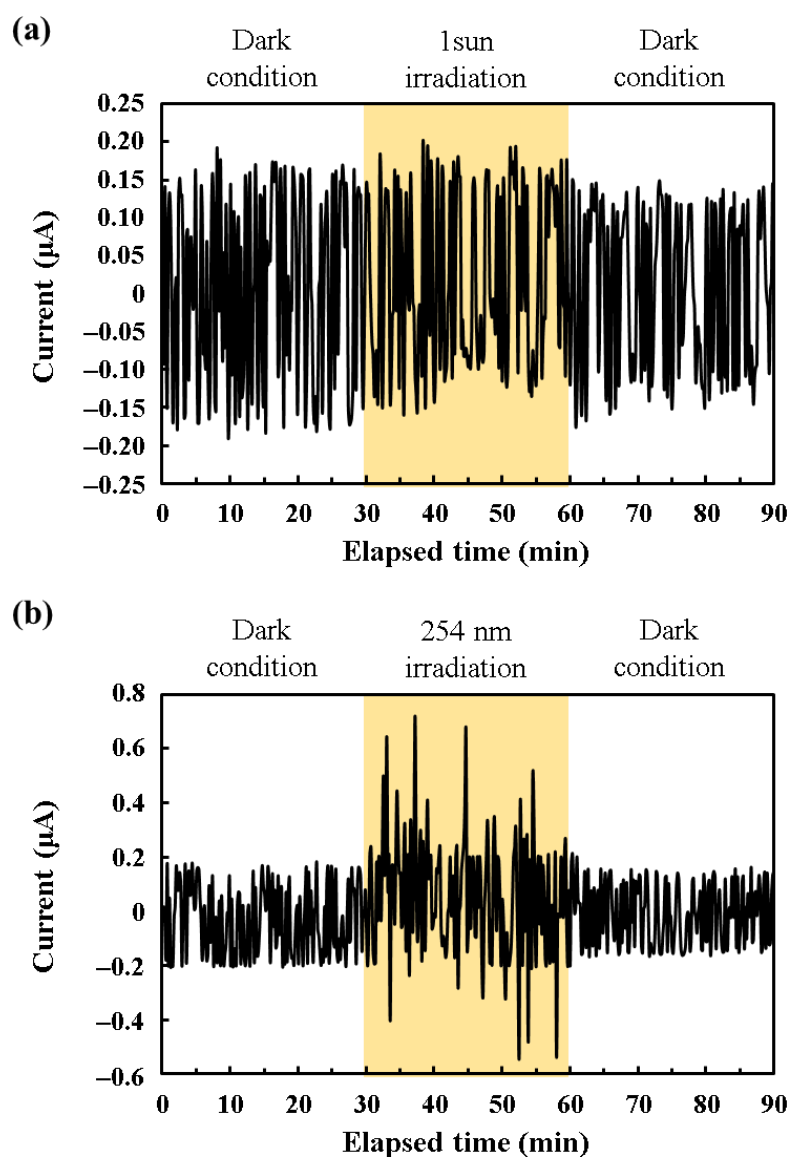 (a)
Dark condition
1sun irradiation
Dark condition
0.25
0.20
0.15
0.10
0.05
0
–0.05
–0.10
–0.15
–0.20
–0.25
Current (μA)
0 10 20 30 40 50 60 70 80 90
Elapsed time (min)
(b)
Dark condition
254 nm irradiation
Dark condition
0.8
0.6
0.4
0.2
0
–0.2
–0.4
–0.6
Current (μA)
0 10 20 30 40 50 60 70 80 90
Elapsed time (min)